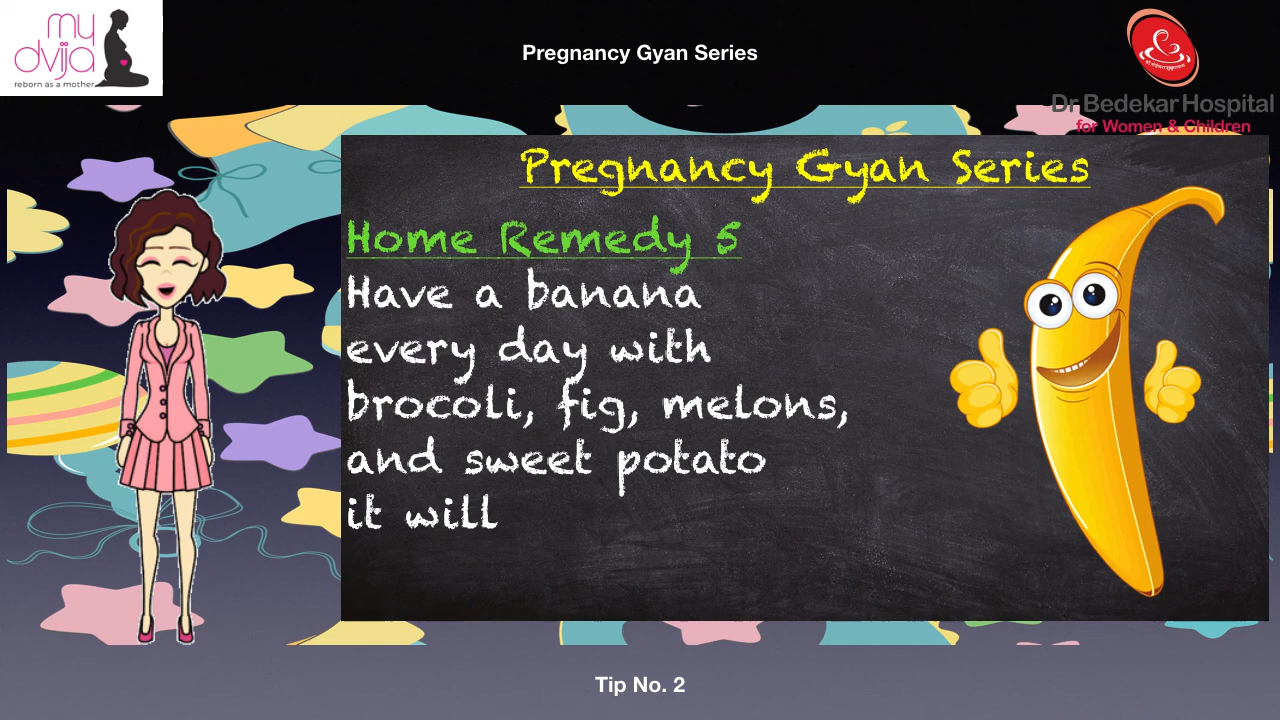 my
dvija
reborn as a mother
Pregnancy Gyan Series
Dr Bedekar Hospital
for Women & Children
Pregnancy Gyan Series
Home Remedy 5
Have a banana
every day with
brocoli, fig, melons,
and sweet potato
it will
Tip No. 2